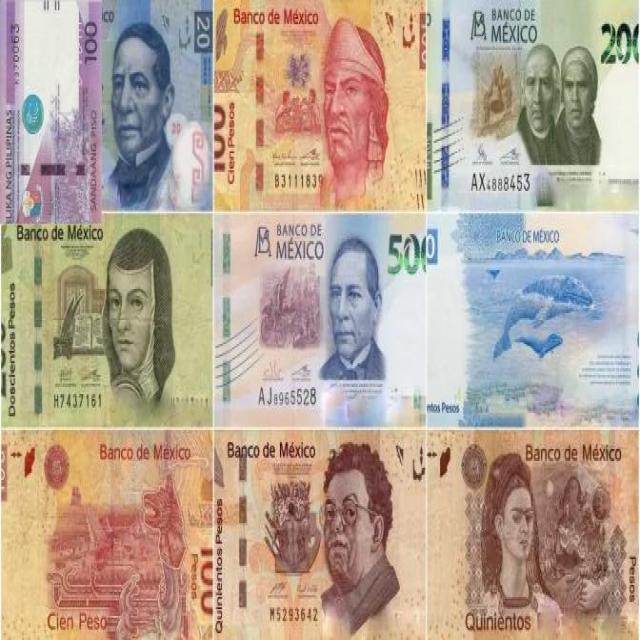 LIKA NG PILIPINAS
100
SANDAANG PISO
20
Banco de México
100
Cien Pesos
B3111839
BANCO DE
MÉXICO
200
AX4888453
Banco de México
Doscientos Pesos
H7437161
BANCO DE
MÉXICO
500
AJ8965528
BANCO DE MÉXICO
ntos Pesos
Banco de México
100
Pesos
Cien Peso
Banco de México
Quinientos Pesos
M5293642
Banco de México
Quinientos
Pesos